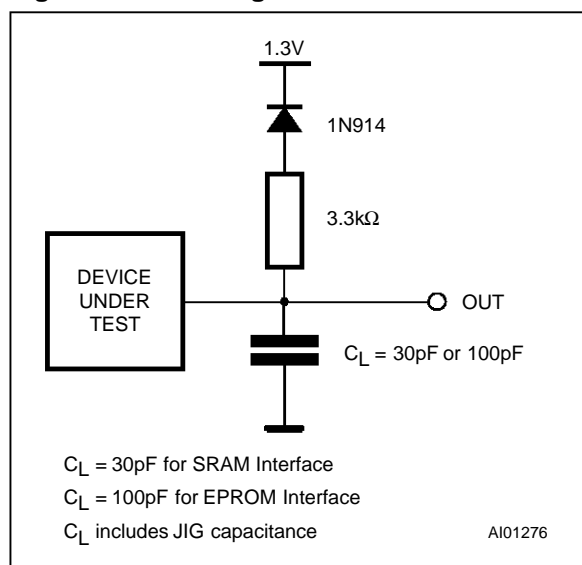 1.3V
1N914
3.3kΩ
DEVICE
UNDER
TEST
OUT
CL = 30pF or 100pF
CL = 30pF for SRAM Interface
CL = 100pF for EPROM Interface
CL includes JIG capacitance
AI01276